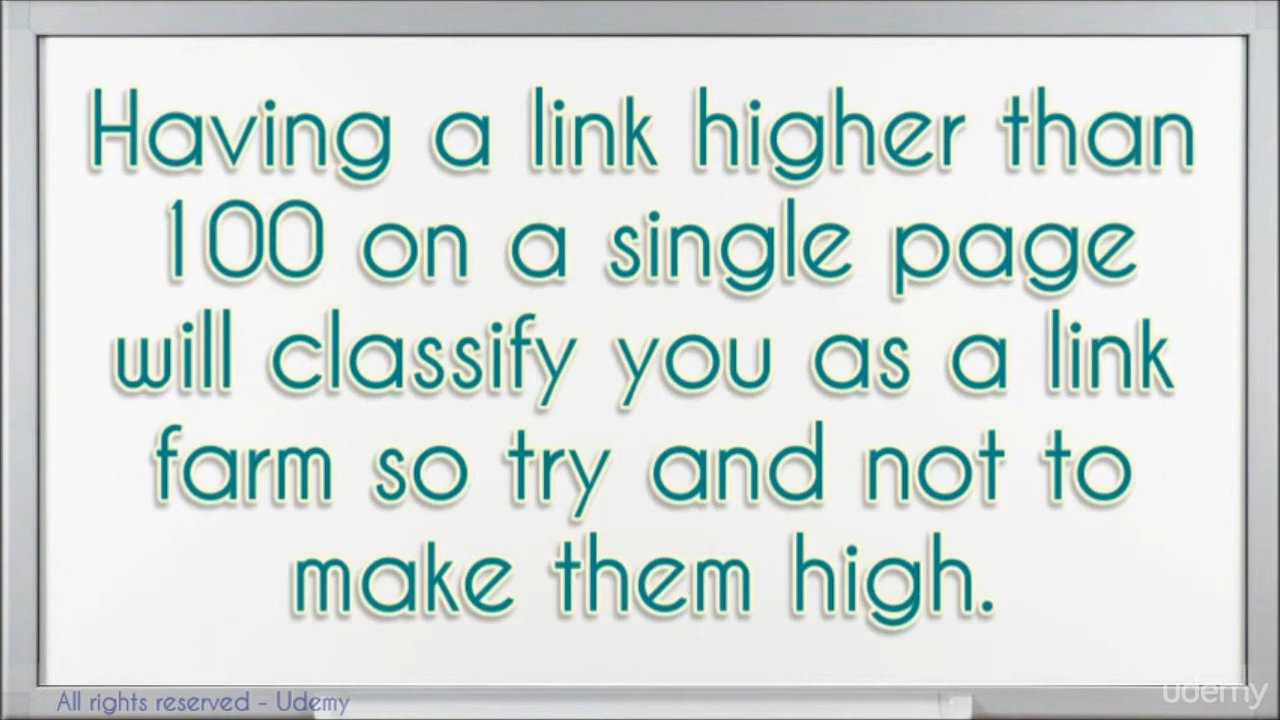 Having a link higher than
100 on a single page
will classify you as a link
farm so try and not to
make them high.
All rights reserved - Udemy
udemy